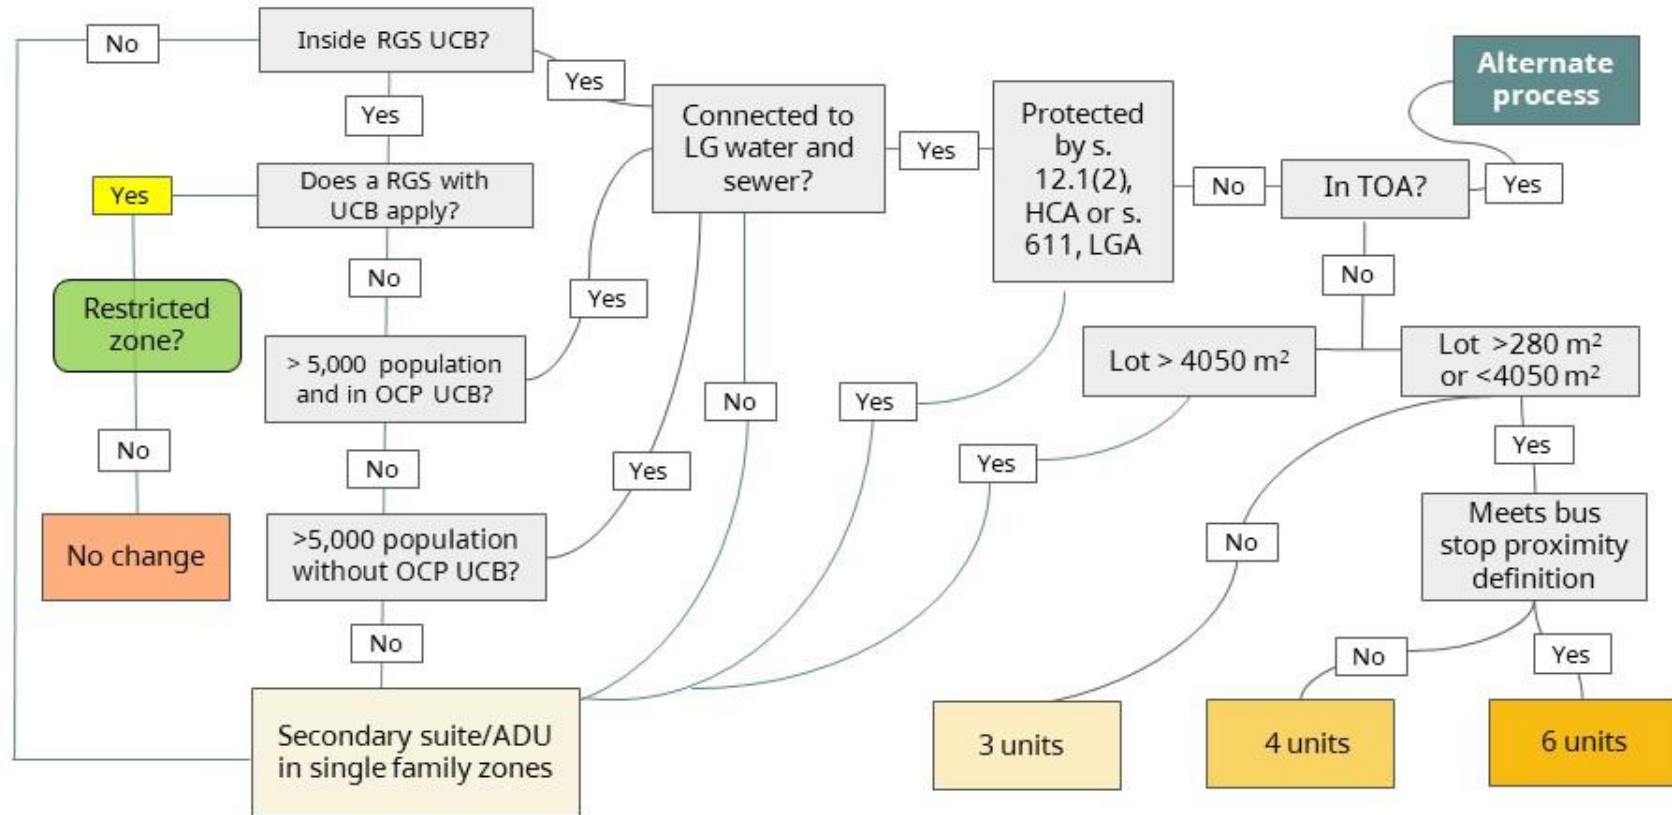 No
Inside RGS UCB?
Yes
Yes
Does a RGS with
UCB apply?
Yes
No
Restricted
zone?
No
No change
> 5,000 population
and in OCP UCB?
Yes
No
>5,000 population
without OCP UCB?
Yes
No
Secondary suite/ADU
in single family zones
Connected to
LG water and
sewer?
Yes
No
Protected
by s.
12.1(2),
HCA or s.
611, LGA
Yes
No
In TOA?
Yes
Alternate
process
No
Lot > 4050 m²
Yes
Lot >280 m²
or <4050 m²
No
Yes
Meets bus
stop proximity
definition
No
Yes
3 units
4 units
6 units